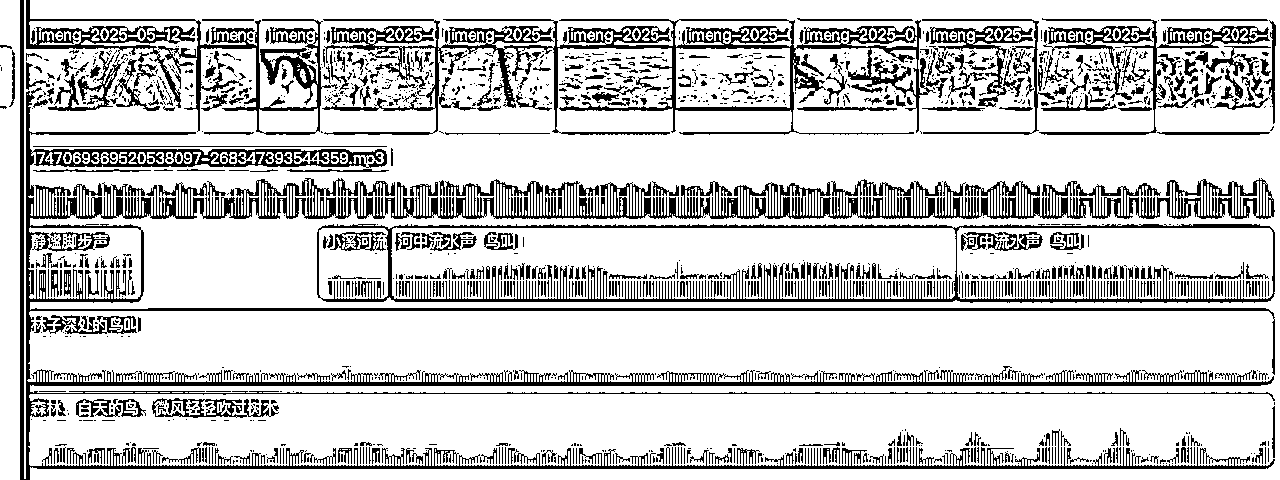 jimeng-2025-05-12-4 jimeng jimeng jimeng-2025- jimeng-2025- jimeng-2025- jimeng-2025- jimeng-2025-0 jimeng-2025- jimeng-2025- jimeng-2025-
1747069369520538097-268347393544359.mp3
静谧脚步声 小溪河流 河中流水声 鸟叫 河中流水声 鸟叫
林子深处的鸟叫
森林、白天的鸟、微风轻轻吹过树木